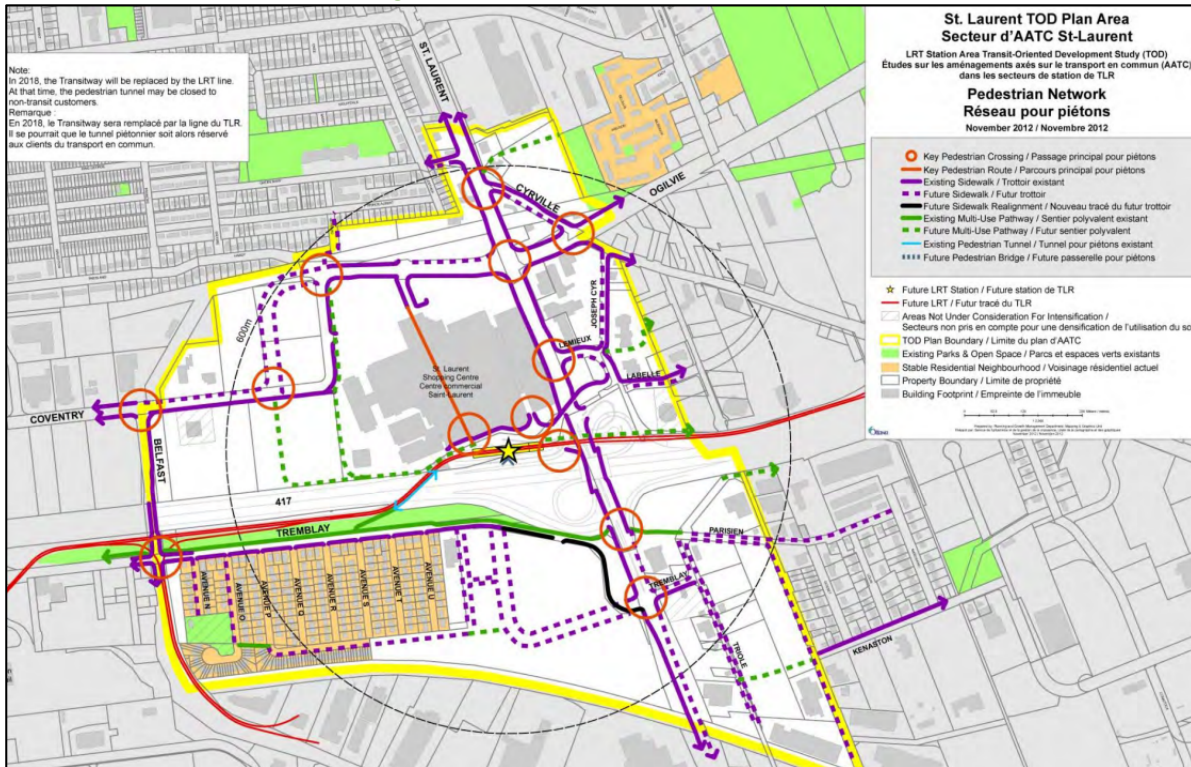 Note:
In 2018, the Transitway will be replaced by the LRT line.
At that time, the pedestrian tunnel may be closed to
non-transit customers.
Remarque :
En 2018, le Transitway sera remplacé par la ligne du TLR.
Il se pourrait que le tunnel piétonnier soit alors réservé
aux clients du transport en commun.
St. Laurent TOD Plan Area
Secteur d'AATC St-Laurent
LRT Station Area Transit-Oriented Development Study (TOD)
Études sur les aménagements axés sur le transport en commun (AATC)
dans les secteurs de station de TLR
Pedestrian Network
Réseau pour piétons
November 2012 / Novembre 2012
Key Pedestrian Crossing / Passage principal pour piétons
Key Pedestrian Route / Parcours principal pour piétons
Existing Sidewalk / Trottoir existant
Future Sidewalk / Futur trottoir
Future Sidewalk Realignment / Nouveau tracé du futur trottoir
Existing Multi-Use Pathway / Sentier polyvalent existant
Future Multi-Use Pathway / Futur sentier polyvalent
Existing Pedestrian Tunnel / Tunnel pour piétons existant
Future Pedestrian Bridge / Future passerelle pour piétons
Future LRT Station / Future station de TLR
Future LRT / Futur tracé du TLR
Areas Not Under Consideration For Intensification /
Secteurs non pris en compte pour une densification de l'utilisation du so
TOD Plan Boundary / Limite du plan d'AATC
Existing Parks & Open Space / Parcs et espaces verts existants
Stable Residential Neighbourhood / Voisinage résidentiel actuel
Property Boundary / Limite de propriété
Building Footprint / Empreinte de l'immeuble
ST. LAURENT
CYRVILLE
OGILVIE
600m
JOSEPH CYR
LEMIEUX
LABELLE
St. Laurent
Shopping Centre
Centre commercial
Saint-Laurent
COVENTRY
BELFAST
417
TREMBLAY
PARISIEN
AVENUE N
AVENUE O
AVENUE P
AVENUE Q
AVENUE R
AVENUE S
AVENUE T
AVENUE U
TREMBLAY
TRIOLE
KENASTON